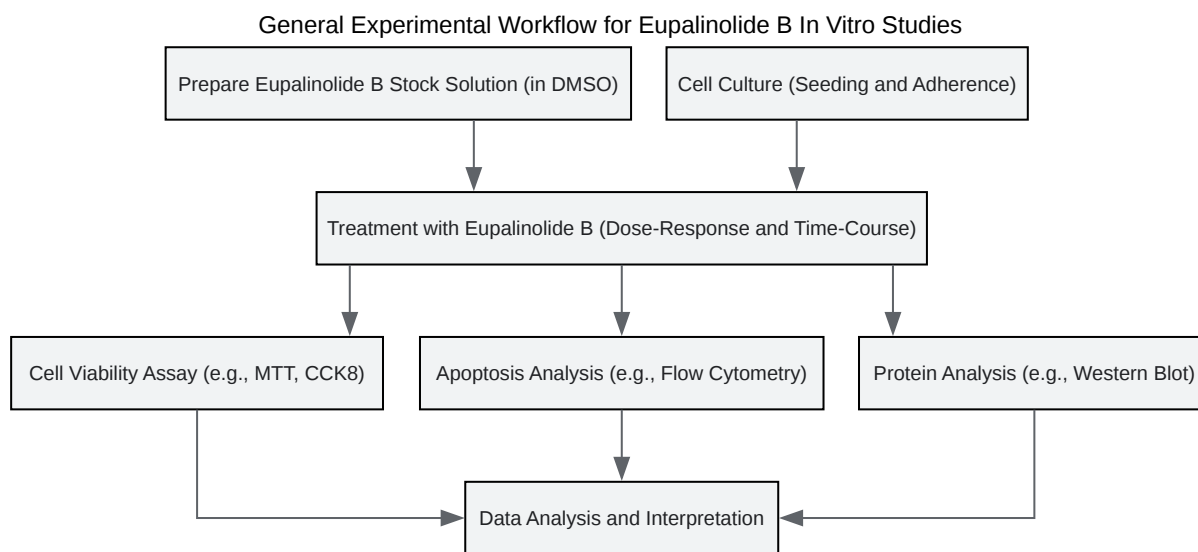 General Experimental Workflow for Eupalinolide B In Vitro Studies
Prepare Eupalinolide B Stock Solution (in DMSO)
Cell Culture (Seeding and Adherence)
Treatment with Eupalinolide B (Dose-Response and Time-Course)
Cell Viability Assay (e.g., MTT, CCK8)
Apoptosis Analysis (e.g., Flow Cytometry)
Protein Analysis (e.g., Western Blot)
Data Analysis and Interpretation